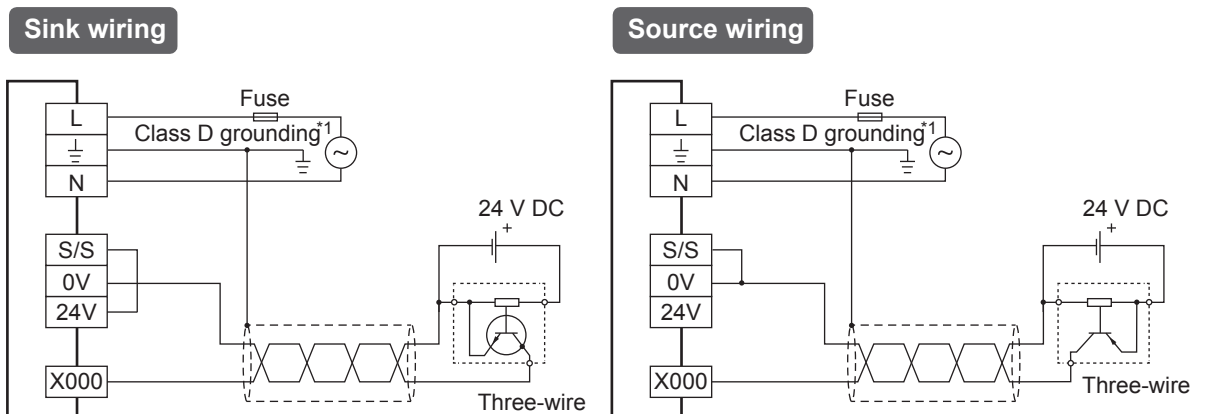 Sink wiring
L
Fuse
Class D grounding*1
N
24 V DC
+
S/S
0V
24V
X000
Three-wire
Source wiring
L
Fuse
Class D grounding*1
N
24 V DC
+
S/S
0V
24V
X000
Three-wire